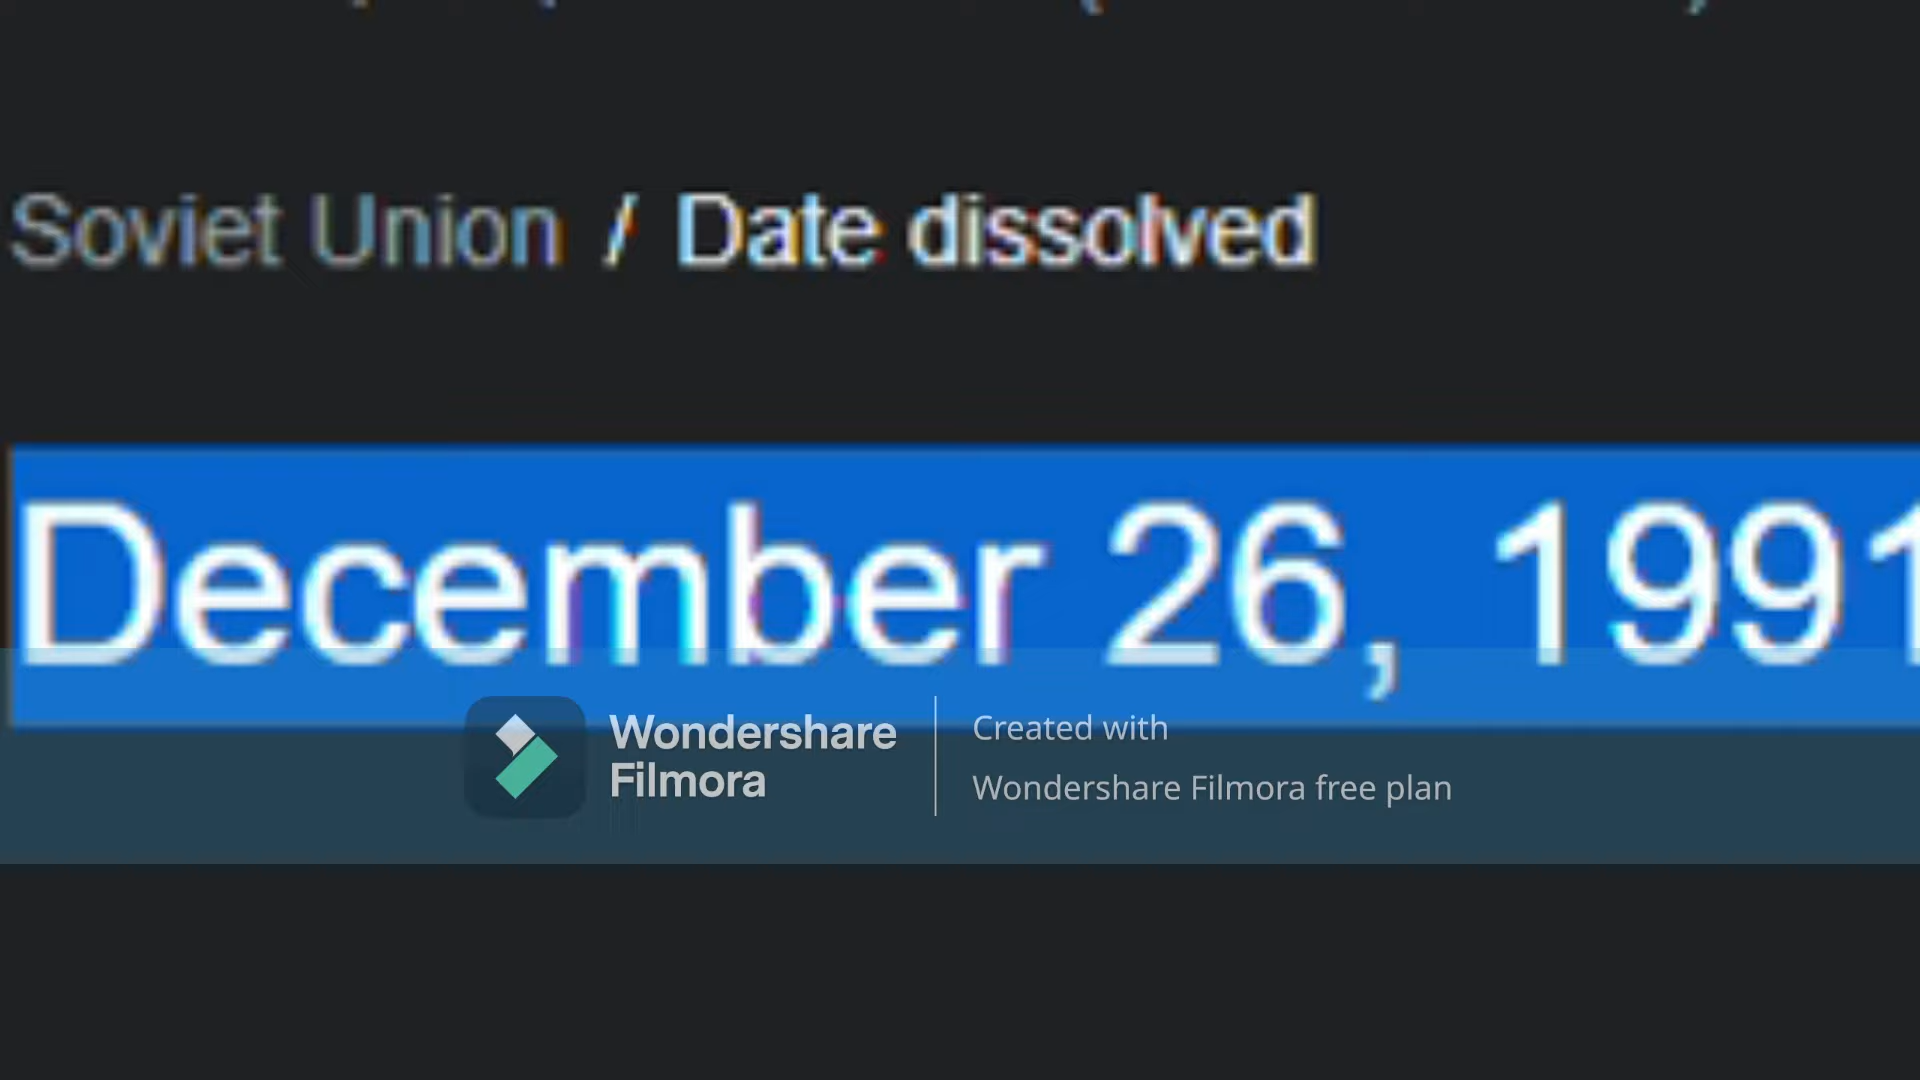 Soviet Union / Date dissolved
December 26, 1991
Wondershare
Filmora
Created with
Wondershare Filmora free plan